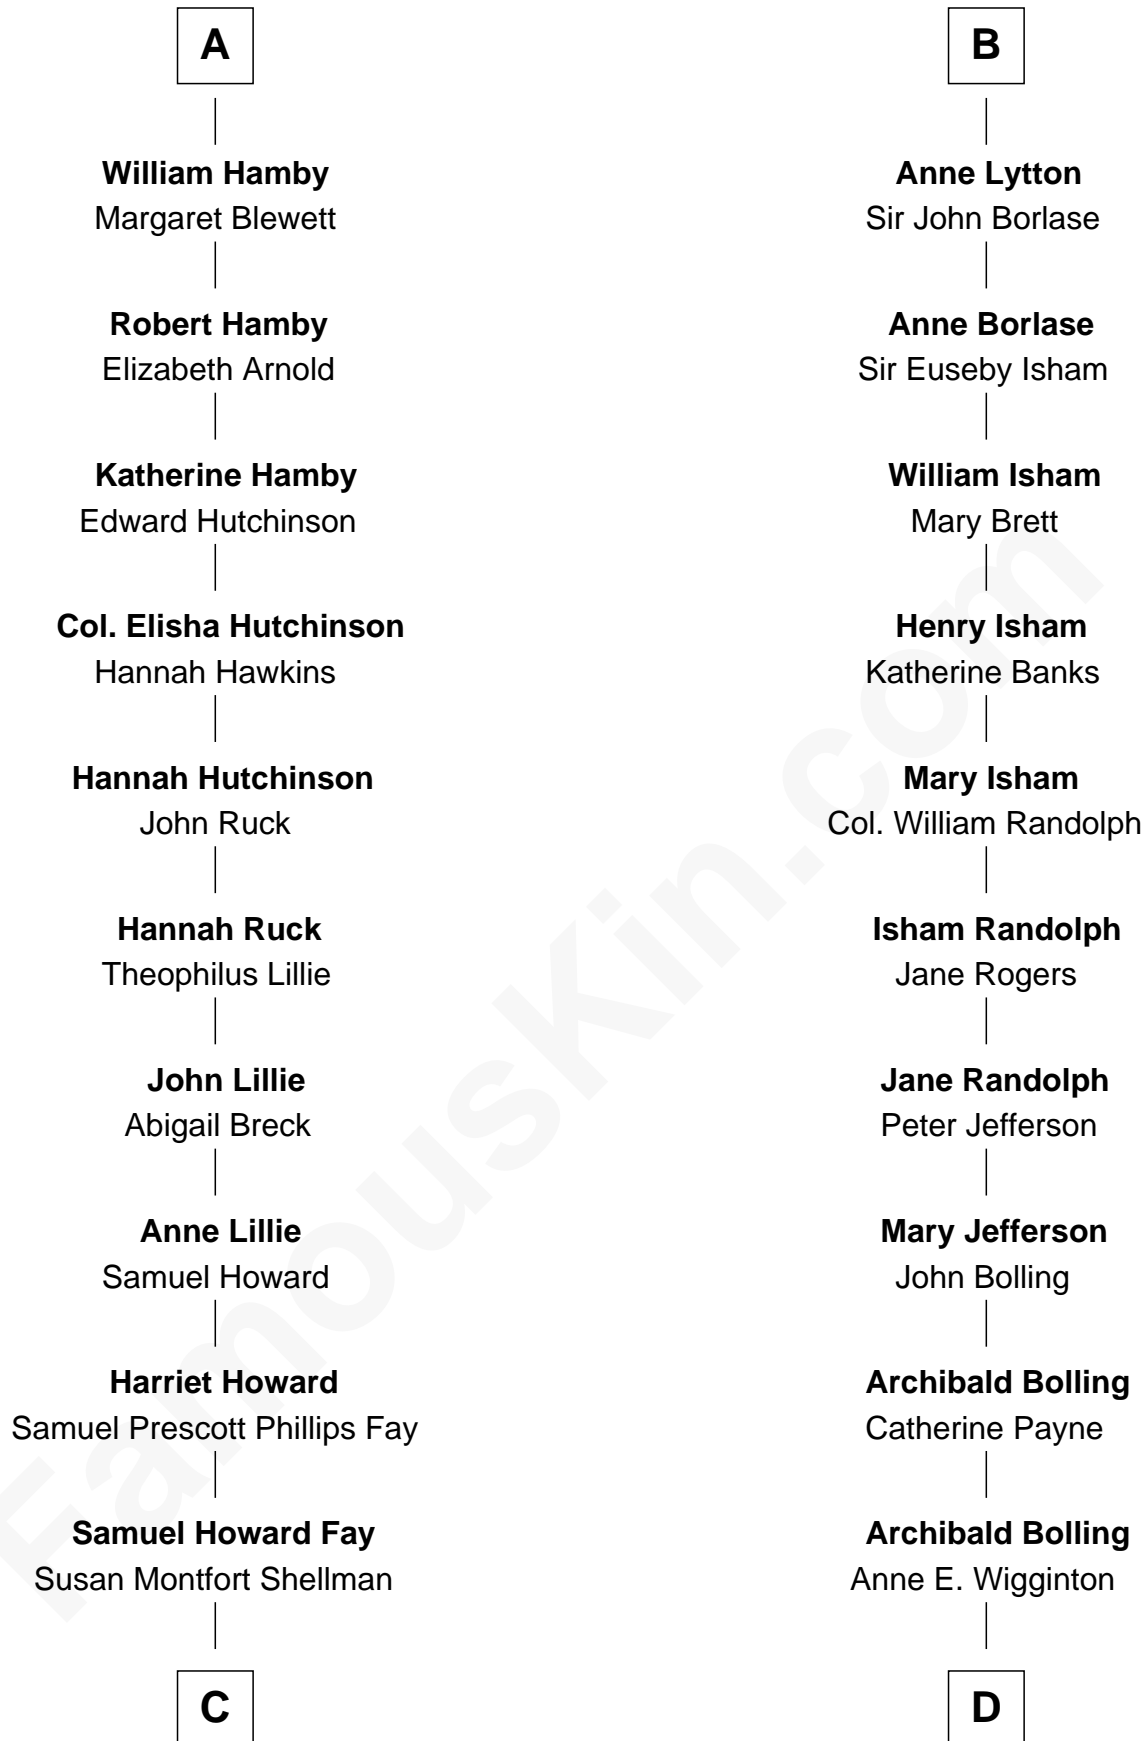 A
William Hamby
Margaret Blewett
Robert Hamby
Elizabeth Arnold
Katherine Hamby
Edward Hutchinson
Col. Elisha Hutchinson
Hannah Hawkins
Hannah Hutchinson
John Ruck
Hannah Ruck
Theophilus Lillie
John Lillie
Abigail Breck
Anne Lillie
Samuel Howard
Harriet Howard
Samuel Prescott Phillips Fay
Samuel Howard Fay
Susan Montfort Shellman
C
B
Anne Lytton
Sir John Borlase
Anne Borlase
Sir Euseby Isham
William Isham
Mary Brett
Henry Isham
Katherine Banks
Mary Isham
Col. William Randolph
Isham Randolph
Jane Rogers
Jane Randolph
Peter Jefferson
Mary Jefferson
John Bolling
Archibald Bolling
Catherine Payne
Archibald Bolling
Anne E. Wigginton
D
FamousKin.com